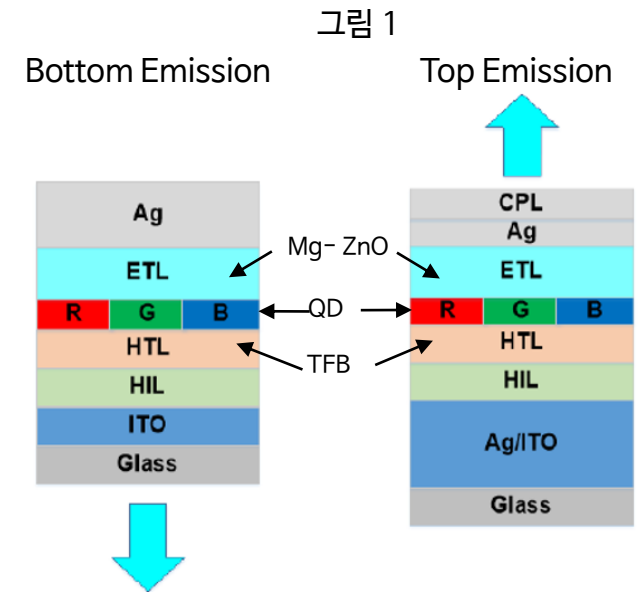 그림 1
Bottom Emission
Top Emission
Ag
ETL
R G B
HTL
HIL
ITO
Glass
Mg- ZnO
QD
TFB
CPL
Ag
ETL
R G B
HTL
HIL
Ag/ITO
Glass